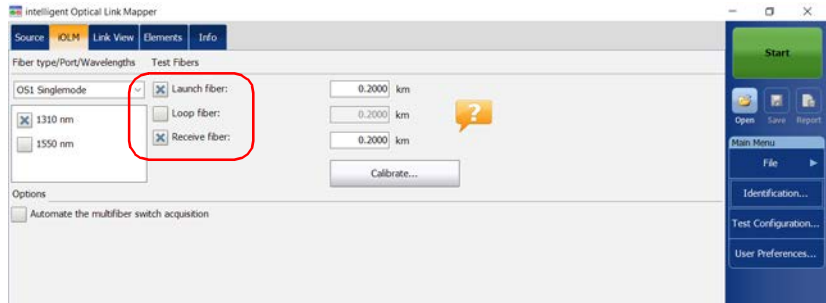 intelligent Optical Link Mapper
Source iOLM Link View Elements Info
Fiber type/Port/Wavelengths Test Fibers
OS1 Singlemode
Launch fiber: 0.2000 km
Loop fiber: 0.2000 km
1310 nm
Receive fiber: 0.2000 km
1550 nm
?
Calibrate...
Options
Automate the multifiber switch acquisition
Start
Open Save Report
Main Menu
File
Identification...
Test Configuration...
User Preferences...